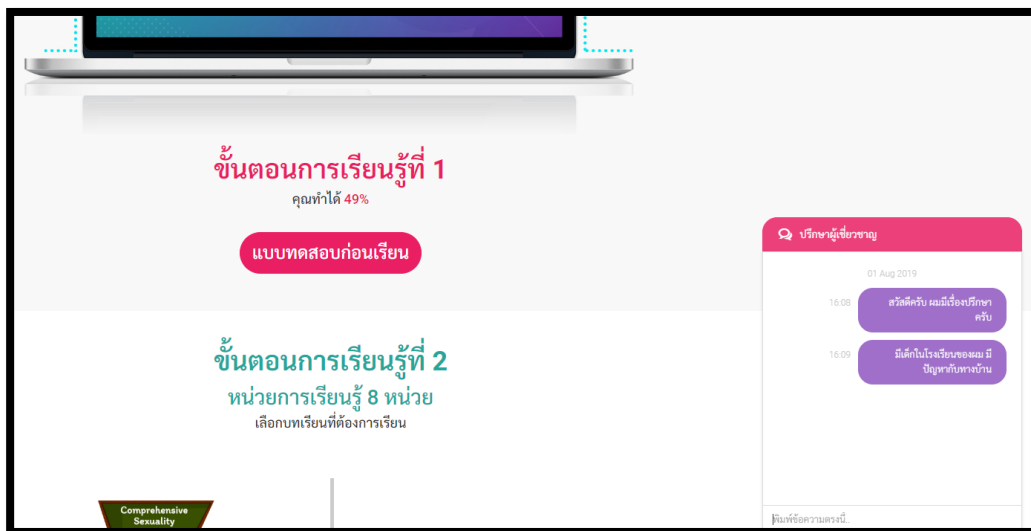 ขั้นตอนการเรียนรู้ที่ 1
คุณทำได้ 49%
แบบทดสอบก่อนเรียน
ขั้นตอนการเรียนรู้ที่ 2
หน่วยการเรียนรู้ 8 หน่วย
เลือกบทเรียนที่ต้องการเรียน
Comprehensive
Sexuality
ปรึกษาผู้เชี่ยวชาญ
01 Aug 2019
16:08 สวัสดีครับ ผมมีเรื่องปรึกษา
ครับ
16:09 มีเด็กในโรงเรียนของผม มี
ปัญหากับทางบ้าน
พิมพ์ข้อความตรงนี้..